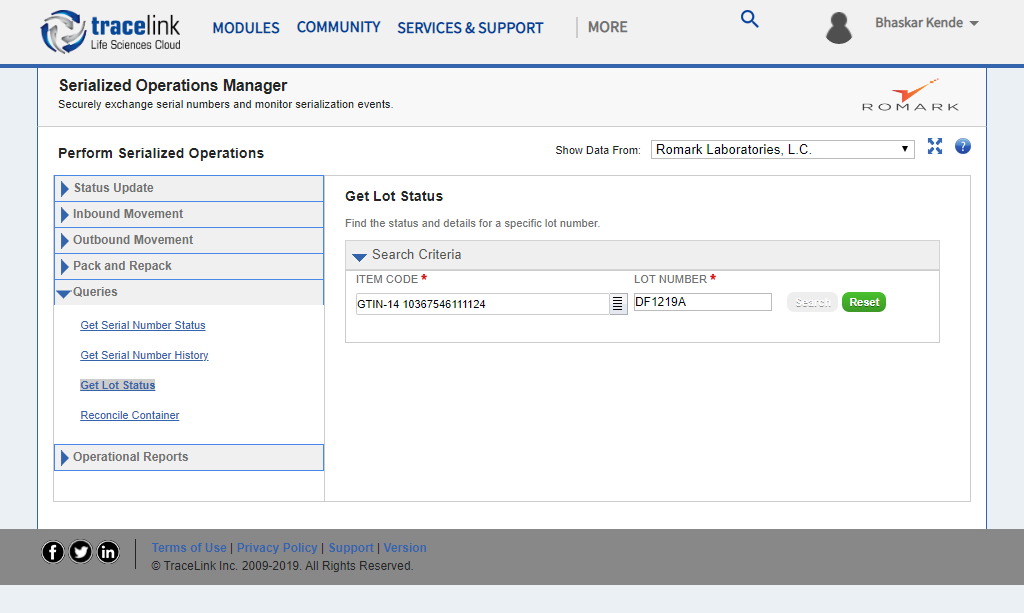 tracelink
Life Sciences Cloud
MODULES COMMUNITY SERVICES & SUPPORT MORE
Bhaskar Kende
Serialized Operations Manager
Securely exchange serial numbers and monitor serialization events.
ROMARK
Perform Serialized Operations
Show Data From: Romark Laboratories, L.C.
?
Status Update
Inbound Movement
Outbound Movement
Pack and Repack
Queries
Get Serial Number Status
Get Serial Number History
Get Lot Status
Reconcile Container
Operational Reports
Get Lot Status
Find the status and details for a specific lot number.
Search Criteria
ITEM CODE * LOT NUMBER *
GTIN-14 10367546111124 DF1219A Search Reset
f in
Terms of Use | Privacy Policy | Support | Version
© TraceLink Inc. 2009-2019. All Rights Reserved.